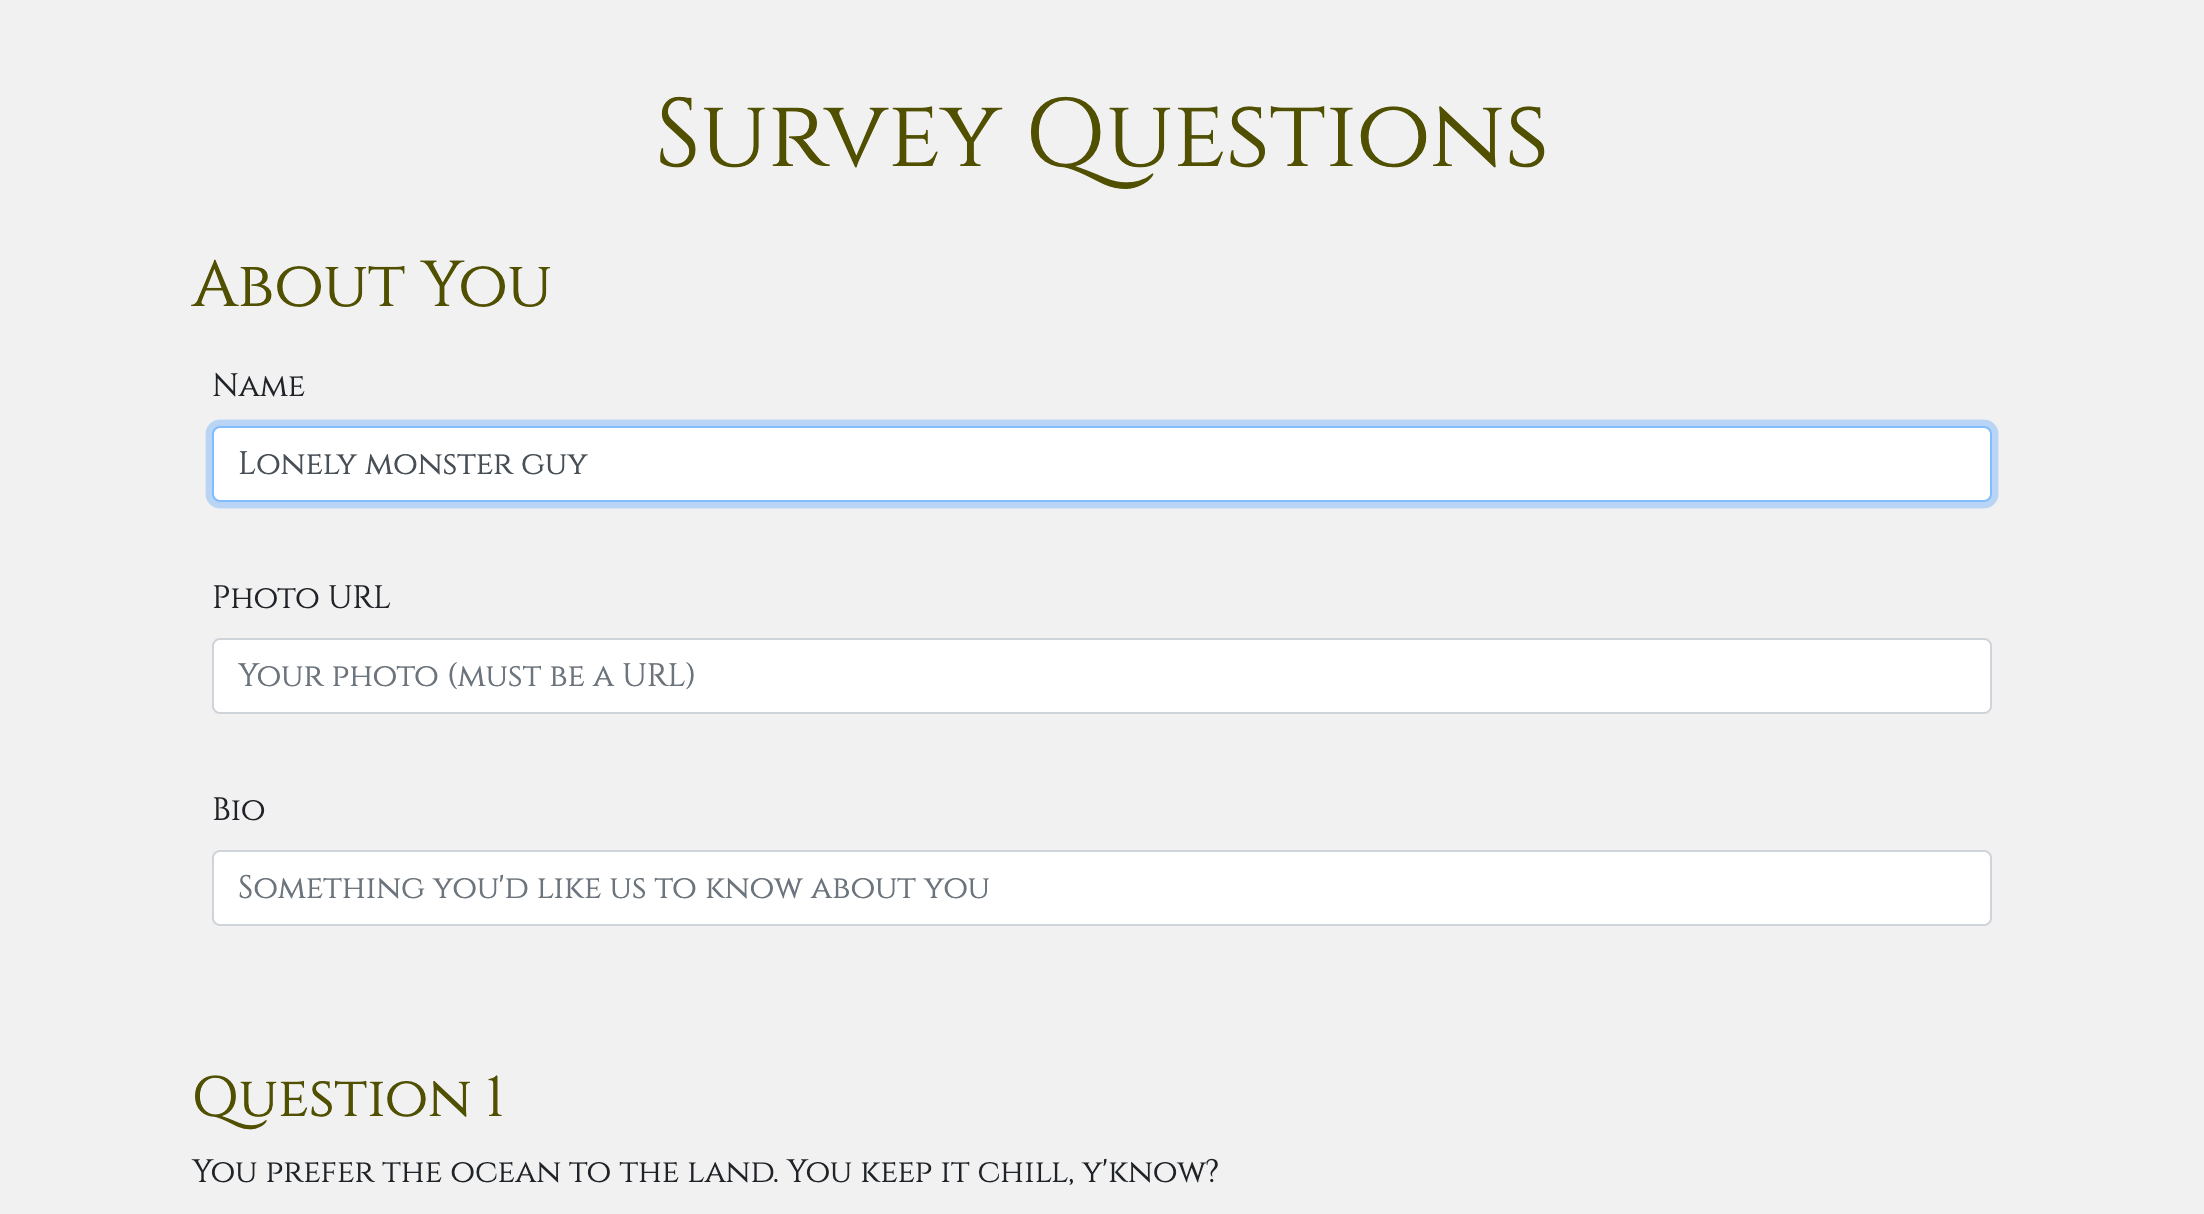 Survey Questions
About You
Name
Lonely monster guy
Photo URL
Your photo (must be a URL)
Bio
Something you'd like us to know about you
Question 1
You prefer the ocean to the land. You keep it chill, y'know?